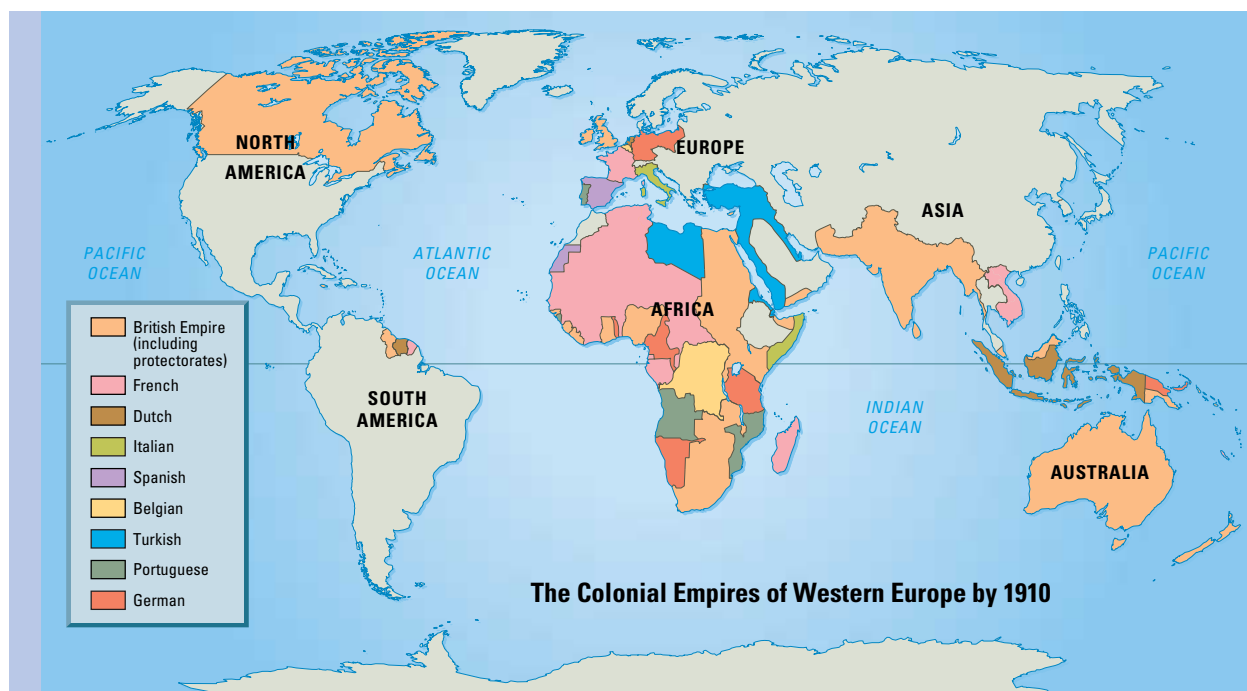 NORTH
AMERICA
EUROPE
ASIA
PACIFIC
OCEAN
ATLANTIC
OCEAN
PACIFIC
OCEAN
AFRICA
British Empire
(including
protectorates)
French
Dutch
Italian
Spanish
Belgian
Turkish
Portuguese
German
SOUTH
AMERICA
INDIAN
OCEAN
AUSTRALIA
The Colonial Empires of Western Europe by 1910